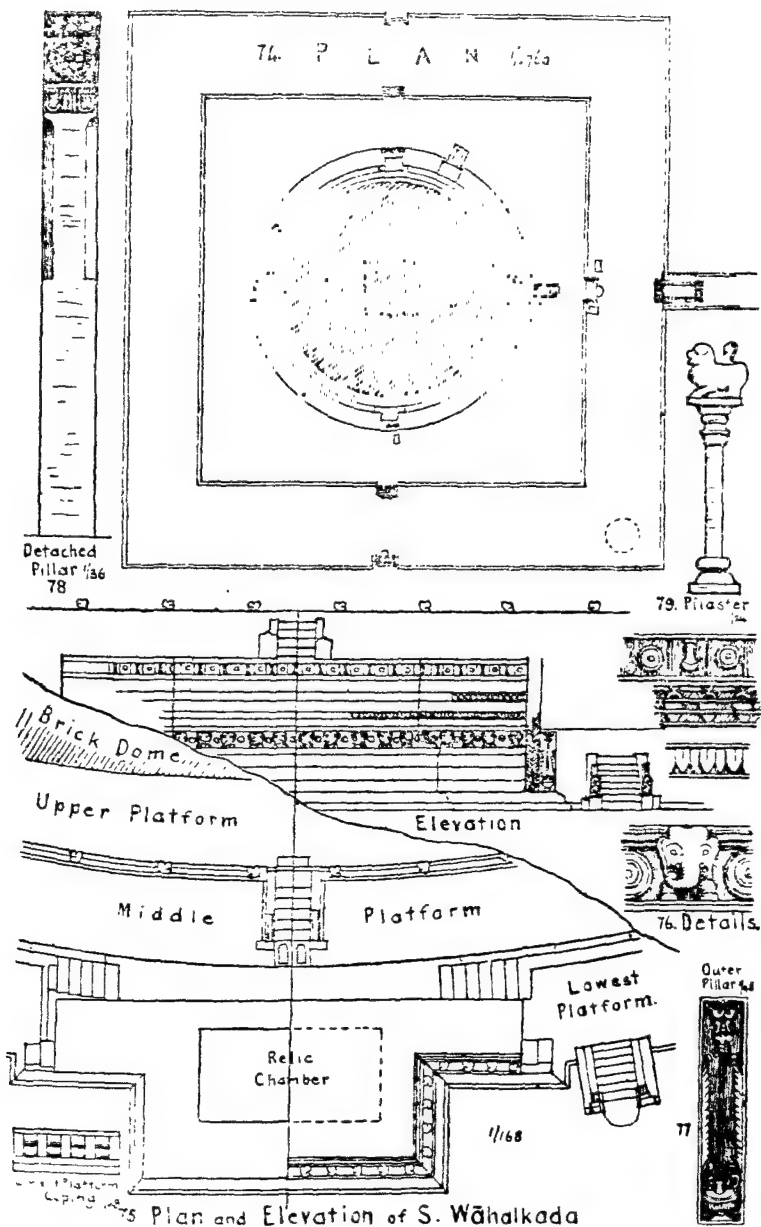 74. P L A N
Detached
Pillar 1/36
78
79. Pilaster
Brick Dome
Upper Platform
Elevation
Middle Platform
76. Details.
Lowest
Platform.
Outer
Pillar
Relic
Chamber
77
1/168
Platform
Coping
75 Plan and Elevation of S. Wāhalkada